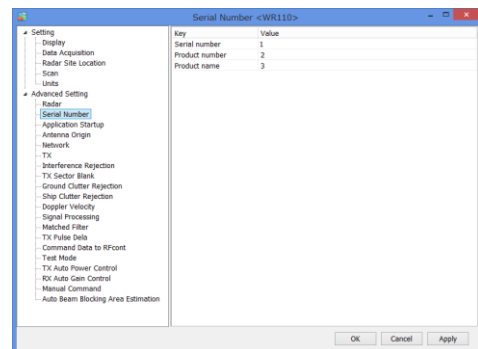 Serial Number <WR110>
Setting
Display
Data Acquisition
Radar Site Location
Scan
Units
Advanced Setting
Radar
Serial Number
Application Startup
Antenna Origin
Network
TX
Interference Rejection
TX Sector Blank
Ground Clutter Rejection
Ship Clutter Rejection
Doppler Velocity
Signal Processing
Matched Filter
TX Pulse Dela
Command Data to RFcont
Test Mode
TX Auto Power Control
RX Auto Gain Control
Manual Command
Auto Beam Blocking Area Estimation
Key Value
Serial number 1
Product number 2
Product name 3
OK Cancel Apply